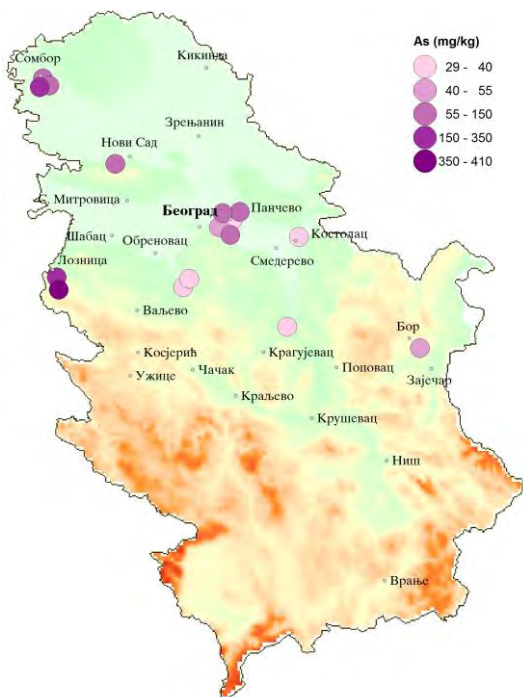 As (mg/kg)
29 - 40
40 - 55
55 - 150
150 - 350
350 - 410
Сомбор
Кикинда
Зрењанин
Нови Сад
С. Митровица
Београд
Панчево
Шабац
Обреновац
Костолац
Смедерево
Лозница
Ваљево
Бор
Косјерић
Крагујевац
Поповац
Зајечар
Ужице
Чачак
Краљево
Крушевац
Ниш
Врање